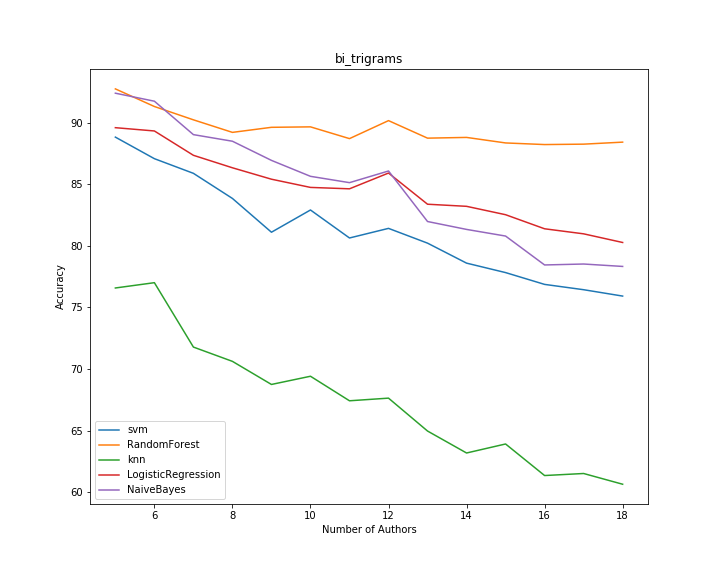 bi_trigrams
Accuracy
90
85
80
75
70
65
60
svm
RandomForest
knn
LogisticRegression
NaiveBayes
6 8 10 12 14 16 18
Number of Authors